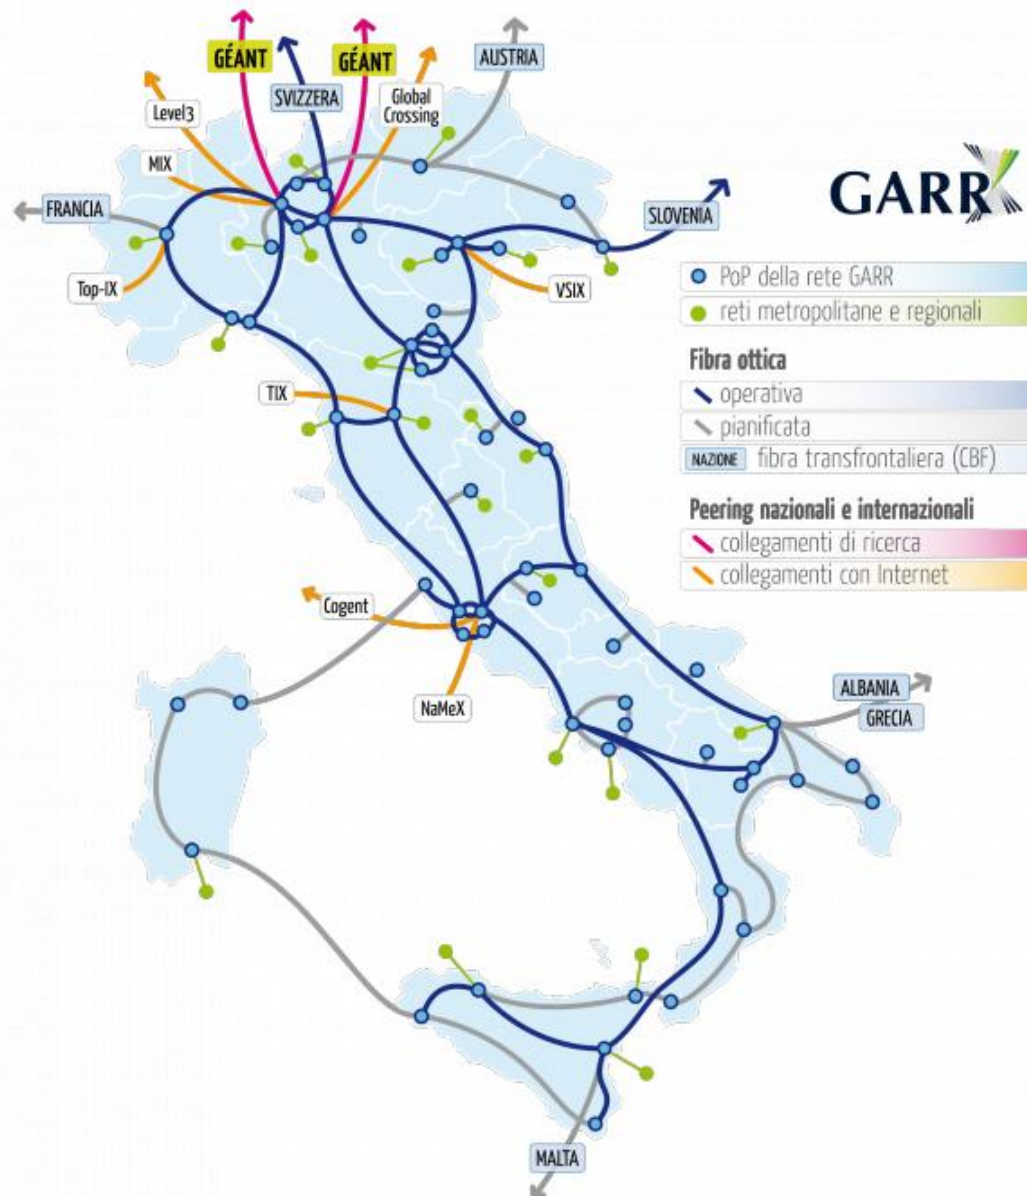 GÉANT
GÉANT
AUSTRIA
SVIZZERA
Global
Crossing
Level3
MIX
FRANCIA
SLOVENIA
Top-IX
VSIX
TIX
Cogent
NaMeX
ALBANIA
GRECIA
MALTA
GARR
PoP della rete GARR
reti metropolitane e regionali
Fibra ottica
operativa
pianificata
NAZIONE fibra transfrontaliera (CBF)
Peering nazionali e internazionali
collegamenti di ricerca
collegamenti con Internet